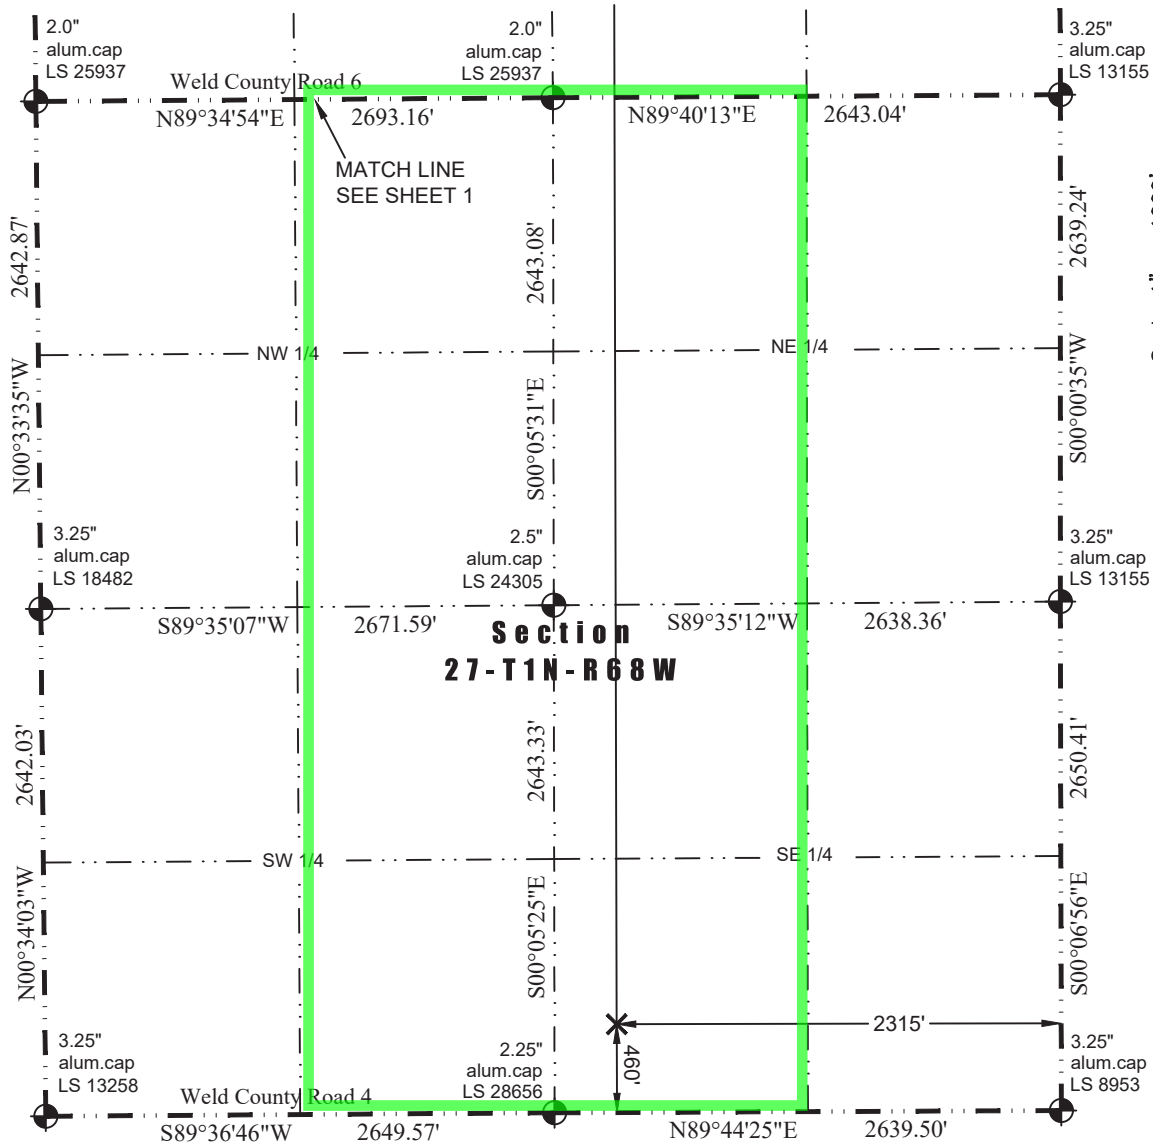 2.0"
alum.cap
LS 25937
2.0"
alum.cap
LS 25937
3.25"
alum.cap
LS 13155
Weld County Road 6
N89°34'54"E
2693.16'
N89°40'13"E
2643.04'
MATCH LINE
SEE SHEET 1
2642.87'
2643.08'
2639.24'
NW 1/4
NE 1/4
N00°33'35"W
S00°05'31"E
S00°00'35"W
3.25"
alum.cap
LS 18482
2.5"
alum.cap
LS 24305
3.25"
alum.cap
LS 13155
S89°35'07"W
2671.59'
S89°35'12"W
2638.36'
Section
27-T1N-R68W
2642.03'
2643.33'
2650.41'
SW 1/4
SE 1/4
N00°34'03"W
S00°05'25"E
S00°06'56"E
2315'
460'
3.25"
alum.cap
LS 13258
2.25"
alum.cap
LS 28656
3.25"
alum.cap
LS 8953
Weld County Road 4
S89°36'46"W
2649.57'
N89°44'25"E
2639.50'